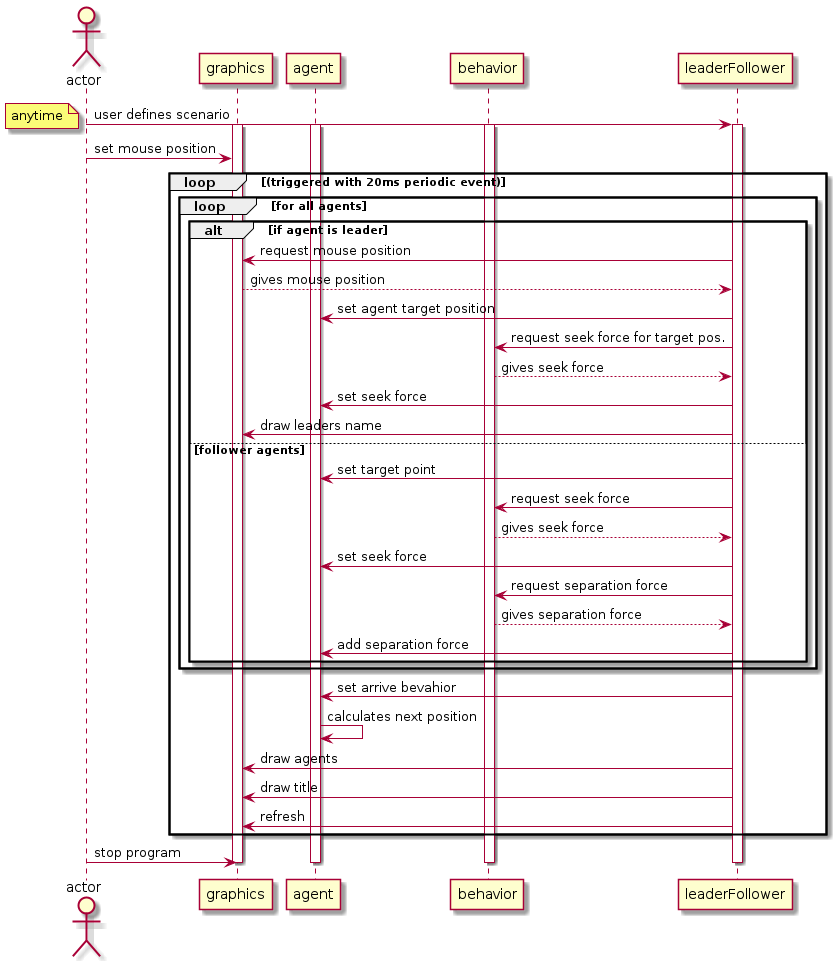 actor
graphics
agent
behavior
leaderFollower
anytime
user defines scenario
set mouse position
loop [(triggered with 20ms periodic event)]
loop [for all agents]
alt [if agent is leader]
request mouse position
gives mouse position
set agent target position
request seek force for target pos.
gives seek force
set seek force
draw leaders name
[follower agents]
set target point
request seek force
gives seek force
set seek force
request separation force
gives separation force
add separation force
set arrive bevahior
calculates next position
draw agents
draw title
refresh
stop program
actor
graphics
agent
behavior
leaderFollower